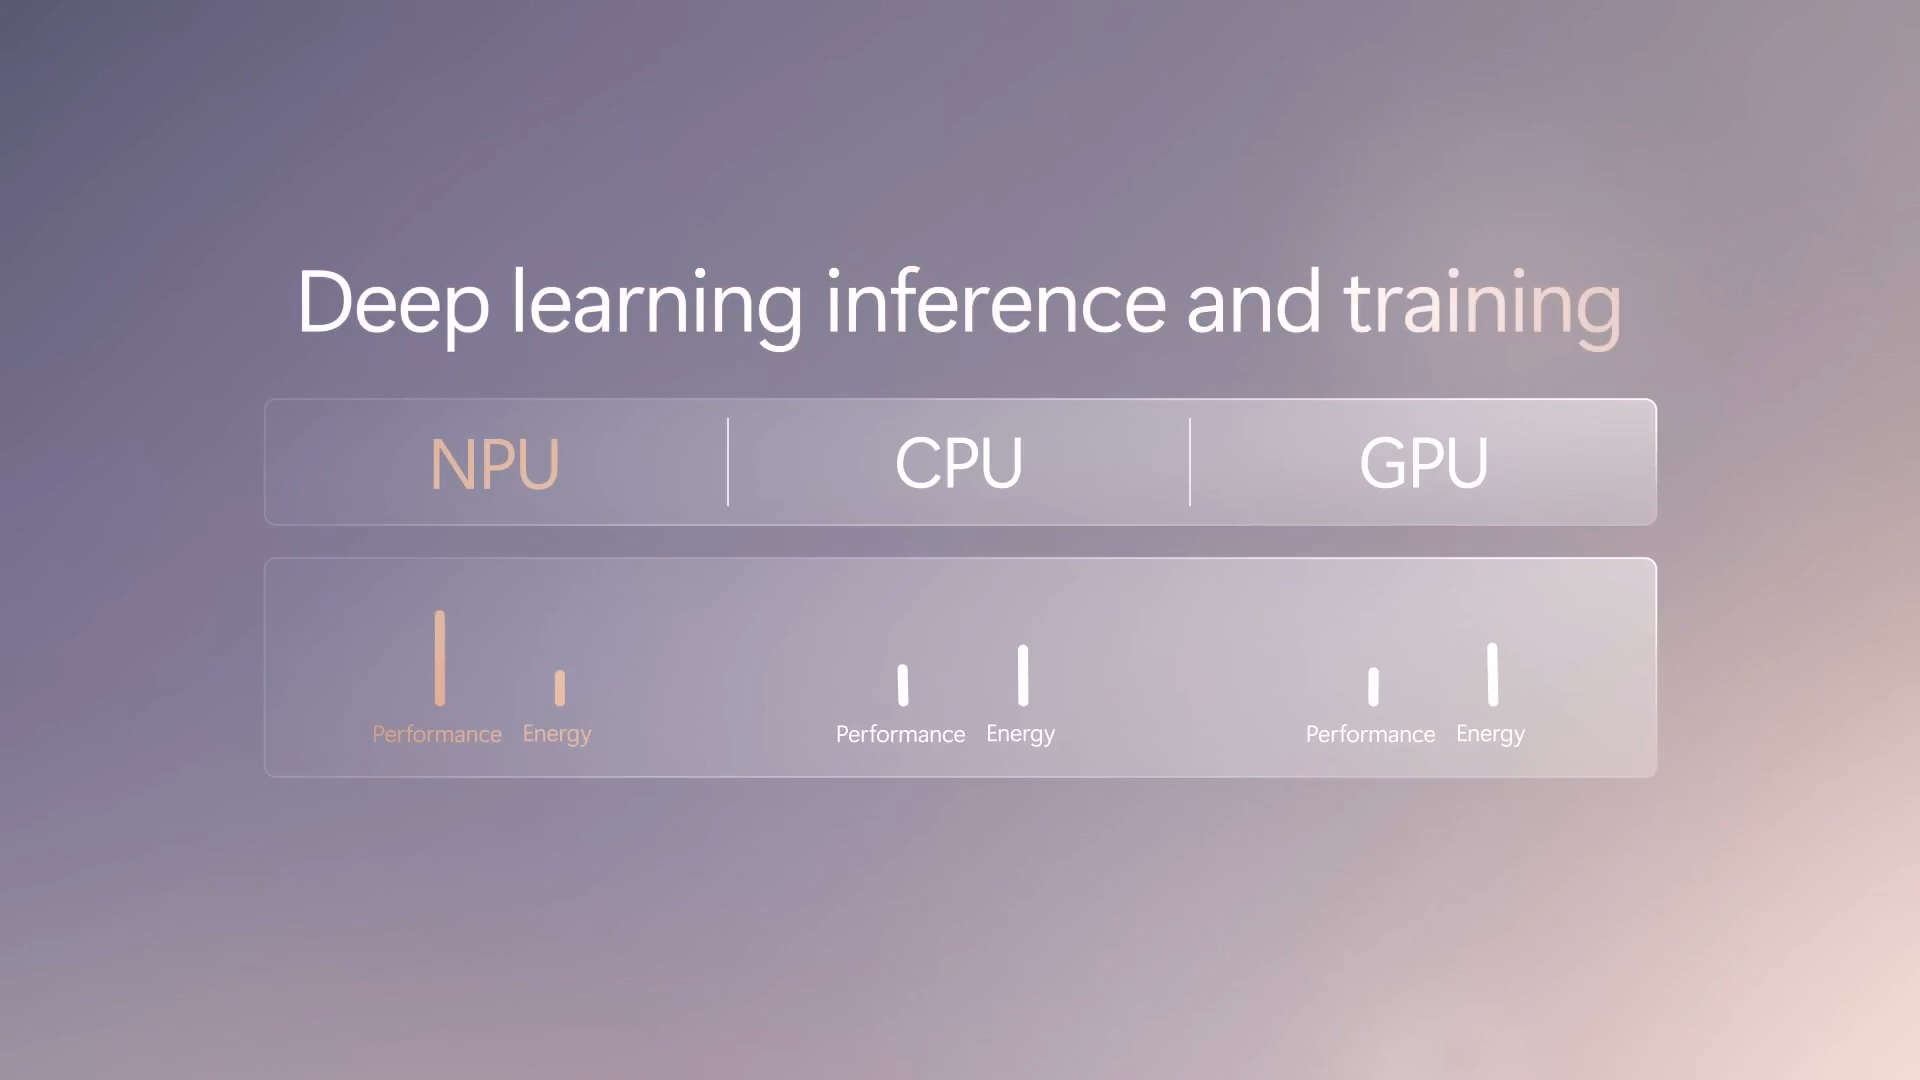 Deep learning inference and training
NPU
CPU
GPU
Performance Energy
Performance Energy
Performance Energy